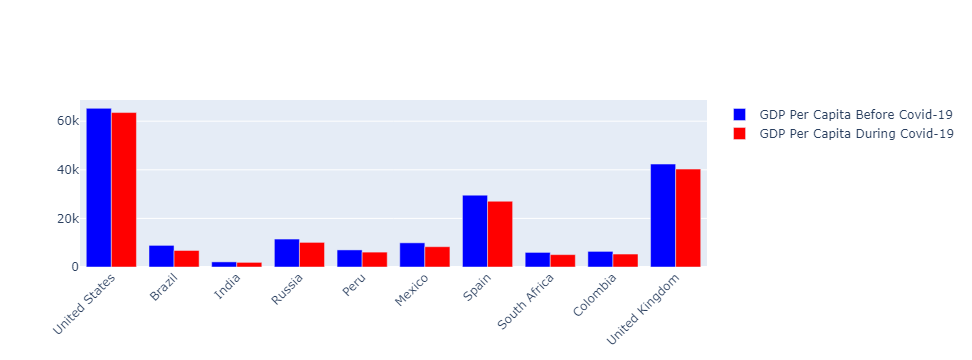 GDP Per Capita Before Covid-19
GDP Per Capita During Covid-19
60k
40k
20k
0
United States
Brazil
India
Russia
Peru
Mexico
Spain
South Africa
Colombia
United Kingdom